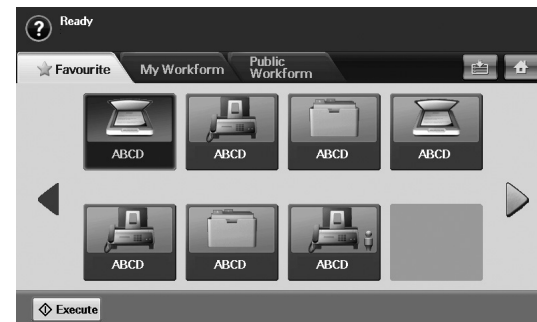 ? Ready
Favourite My Workform Public
Workform
ABCD ABCD ABCD ABCD
ABCD ABCD ABCD
Execute